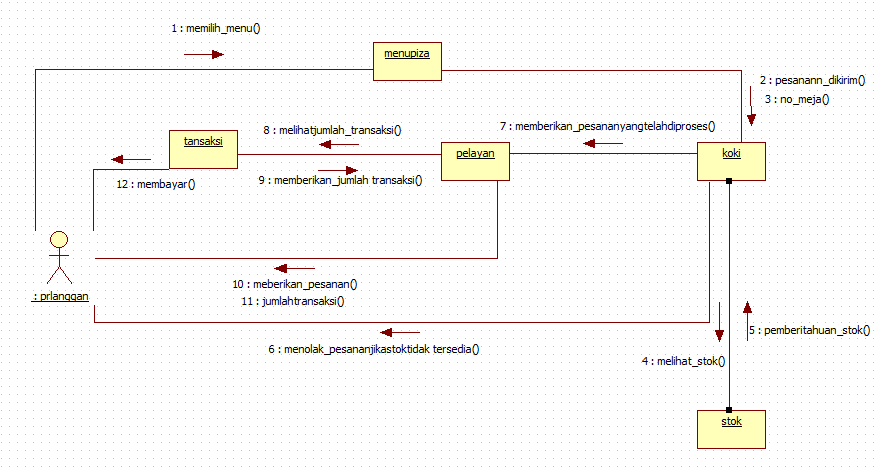 1 : memilih_menu()
menupiza
2 : pesanann_dikirim()
3 : no_meja()
tansaksi
8 : melihatjumlah_transaksi()
7 : memberikan_pesananyangtelahdiproses()
pelayan
koki
12 : membayar()
9 : memberikan_jumlah transaksi()
: prlanggan
10 : meberikan_pesanan()
11 : jumlahtransaksi()
6 : menolak_pesananjikastoktidak tersedia()
5 : pemberitahuan_stok()
4 : melihat_stok()
stok